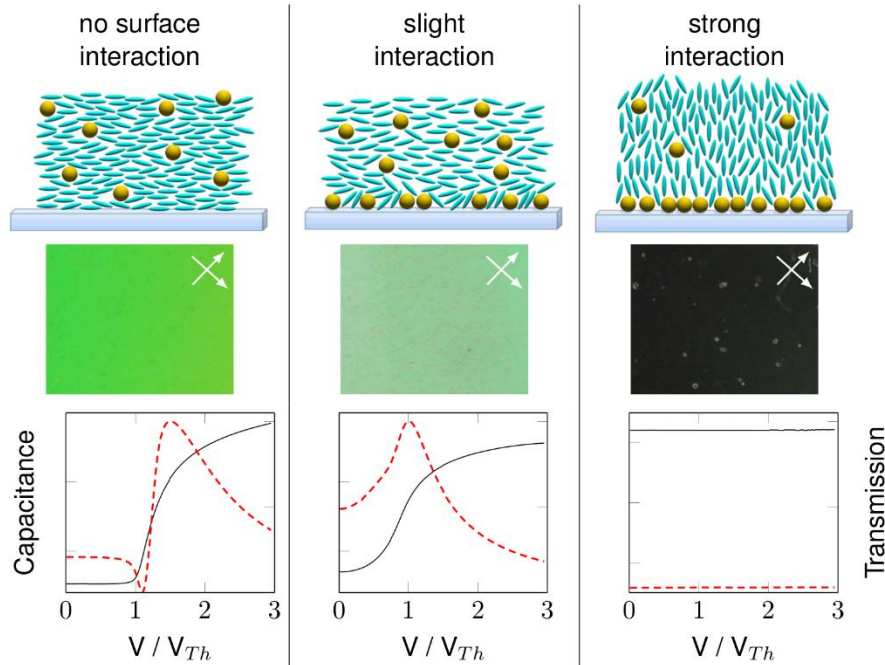 no surface
interaction
slight
interaction
strong
interaction
Capacitance
0 1 2 3
V / V_Th
0 1 2 3
V / V_Th
0 1 2 3
V / V_Th
Transmission